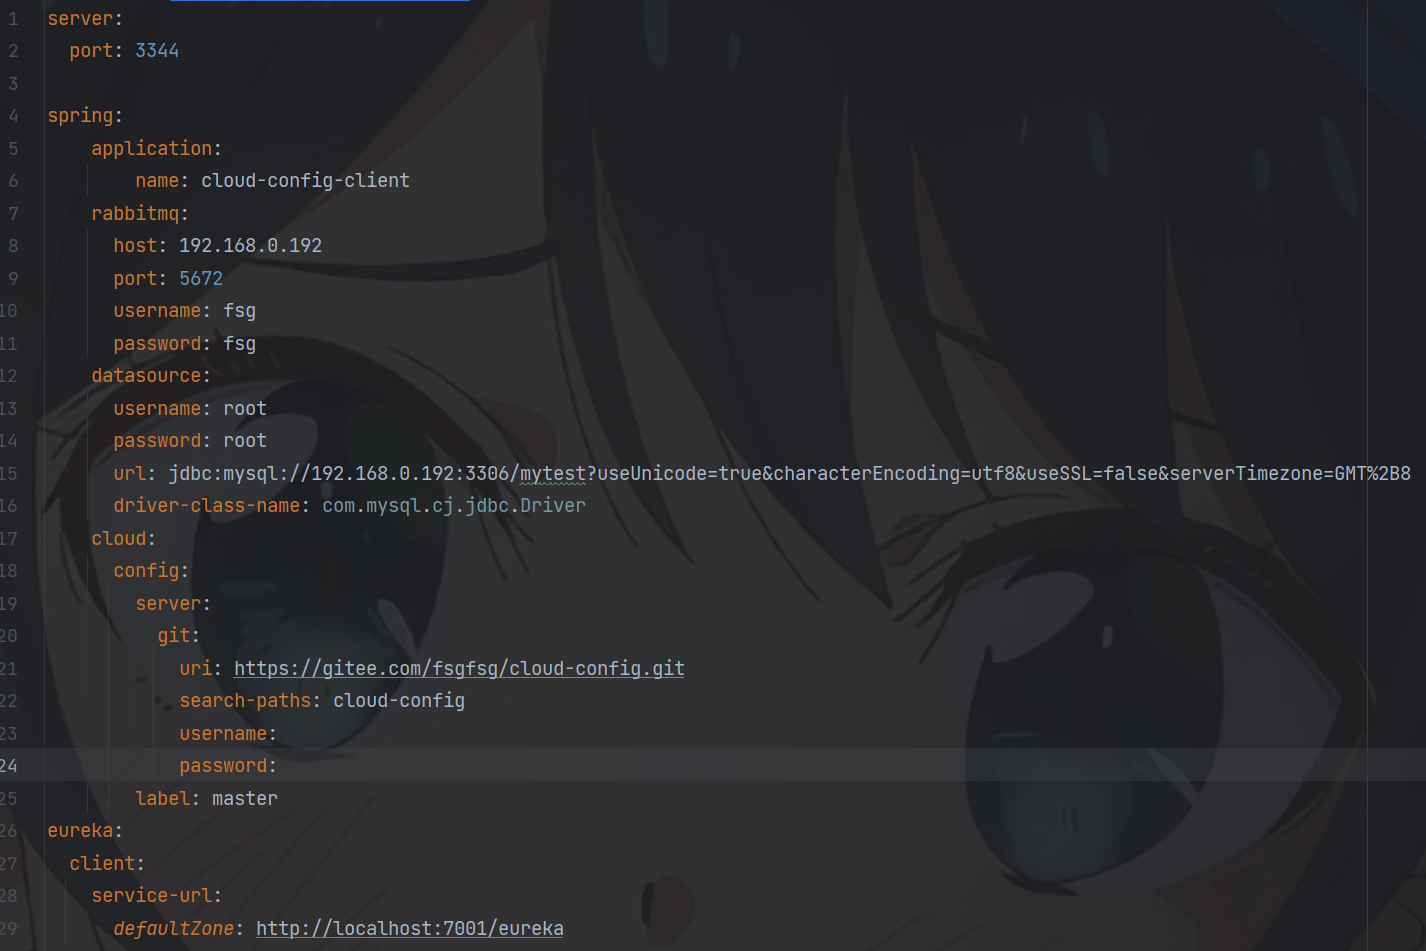 1 server:
2   port: 3344
3
4 spring:
5     application:
6         name: cloud-config-client
7     rabbitmq:
8       host: 192.168.0.192
9       port: 5672
10       username: fsg
11       password: fsg
12     datasource:
13       username: root
14       password: root
15       url: jdbc:mysql://192.168.0.192:3306/mytest?useUnicode=true&characterEncoding=utf8&useSSL=false&serverTimezone=GMT%2B8
16       driver-class-name: com.mysql.cj.jdbc.Driver
17     cloud:
18       config:
19         server:
20           git:
21             uri: https://gitee.com/fsgfsg/cloud-config.git
22             search-paths: cloud-config
23             username:
24             password:
25         label: master
26 eureka:
27   client:
28     service-url:
29       defaultZone: http://localhost:7001/eureka